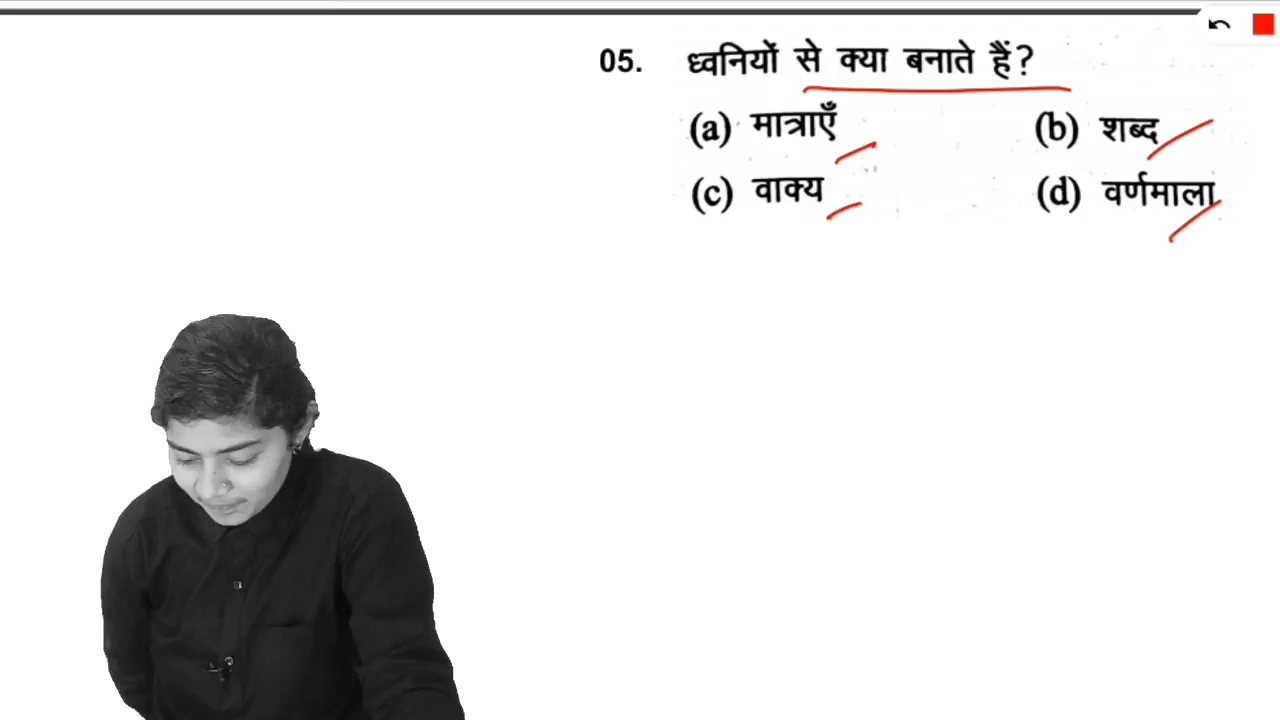 05. ध्वनियों से क्या बनाते हैं?
(a) मात्राएँ (b) शब्द
(c) वाक्य (d) वर्णमाला